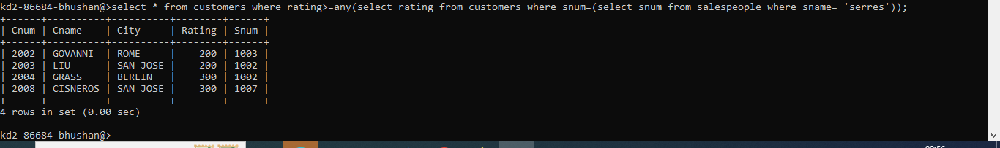 kd2-86684-bhushan@>select * from customers where rating>=any(select rating from customers where snum=(select snum from salespeople where sname= 'serres'));
+------+----------+----------+--------+------+
| Cnum | Cname    | City     | Rating | Snum |
+------+----------+----------+--------+------+
| 2002 | GOVANNI  | ROME     |    200 | 1003 |
| 2003 | LIU      | SAN JOSE |    200 | 1002 |
| 2004 | GRASS    | BERLIN   |    300 | 1002 |
| 2008 | CISNEROS | SAN JOSE |    300 | 1007 |
+------+----------+----------+--------+------+
4 rows in set (0.00 sec)
kd2-86684-bhushan@>